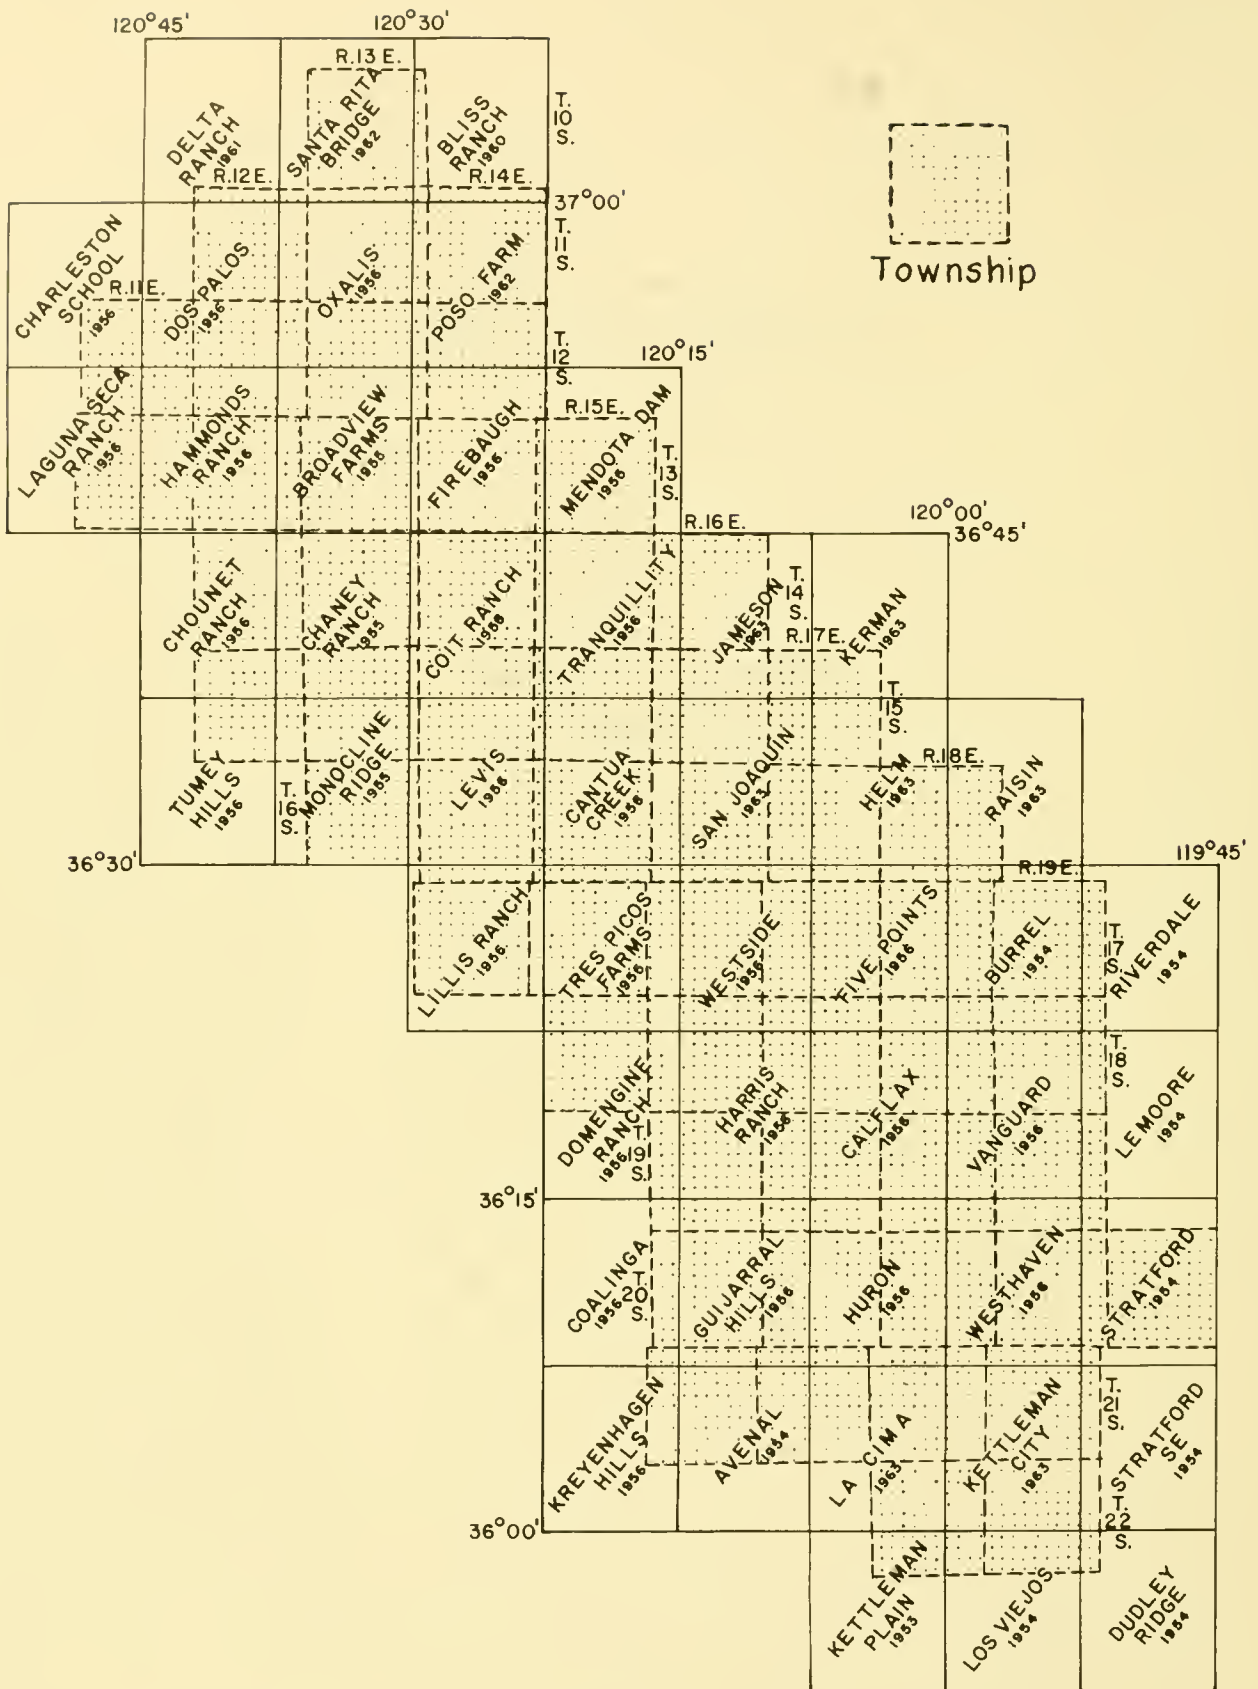 120°45'
120°30'
R.13 E.
T.
10
S.
DELTA
RANCH
1961
SANTA RITA
BRIDGE
1962
BLISS
RANCH
1960
R.12 E.
R.14 E.
37°00'
Township
CHARLESTON
SCHOOL
1956
R.11 E.
DOS PALOS
1956
OXALIS
1956
POSO FARM
1962
T.
11
S.
T.
12
S.
120°15'
LAGUNA SECA
RANCH
1956
HAMMONDS
RANCH
1956
BROADVIEW
FARMS
1956
FIREBAUGH
1956
R.15 E.
MENDOTA DAM
1956
T.
13
S.
R.16 E.
120°00'
36°45'
CHOUNET
RANCH
1956
CHANEY
RANCH
1955
COIT RANCH
1956
TRANQUILLITY
1956
JAMESON
1963
T.
14
S.
R.17 E.
KERMAN
1963
T.
15
S.
TUMEY
HILLS
1956
T.
16
S.
MONOCLINE
RIDGE
1955
LEVIS
1956
CANTUA
CREEK
1956
SAN JOAQUIN
1963
HELM
1963
R.18 E.
RAISIN
1963
36°30'
119°45'
R.19 E.
LILLIS RANCH
1956
TRES PICOS
FARMS
1956
WESTSIDE
1956
FIVE POINTS
1956
BURREL
1954
T.
17
S.
RIVERDALE
1954
DOMENGINE
RANCH
1956
T.
19
S.
HARRIS
RANCH
1956
CALFLAX
1956
VANGUARD
1956
T.
18
S.
LEMOORE
1954
36°15'
COALINGA
1956
T.
20
S.
GUIJARRAL
HILLS
1956
HURON
1956
WESTHAVEN
1956
STRATFORD
1954
KREYENHAGEN
HILLS
1956
AVENAL
1954
LA CIMA
1963
KETTLEMAN
CITY
1963
T.
21
S.
STRATFORD
SE
1954
T.
22
S.
36°00'
KETTLEMAN
PLAIN
1953
LOS VIEJOS
1954
DUDLEY
RIDGE
1954